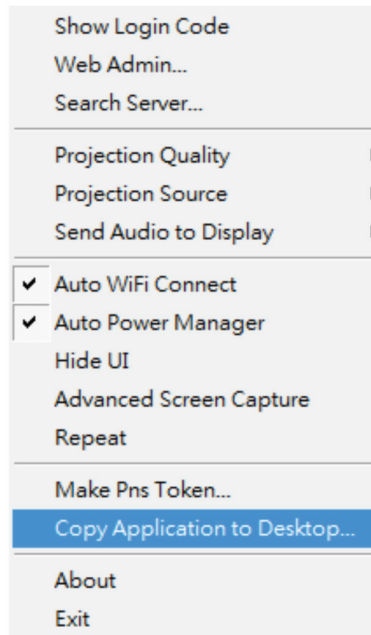 Show Login Code
Web Admin...
Search Server...
Projection Quality
Projection Source
Send Audio to Display
Auto WiFi Connect
Auto Power Manager
Hide UI
Advanced Screen Capture
Repeat
Make Pns Token...
Copy Application to Desktop...
About
Exit